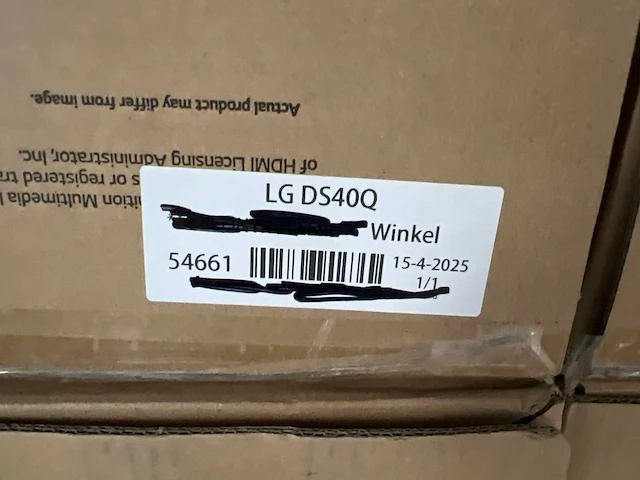 Actual product may differ from image.
of HDMI Licensing Administrator, Inc.
s or registered tra
ition Multimedia I
LG DS40Q
Winkel
54661
15-4-2025
1/1